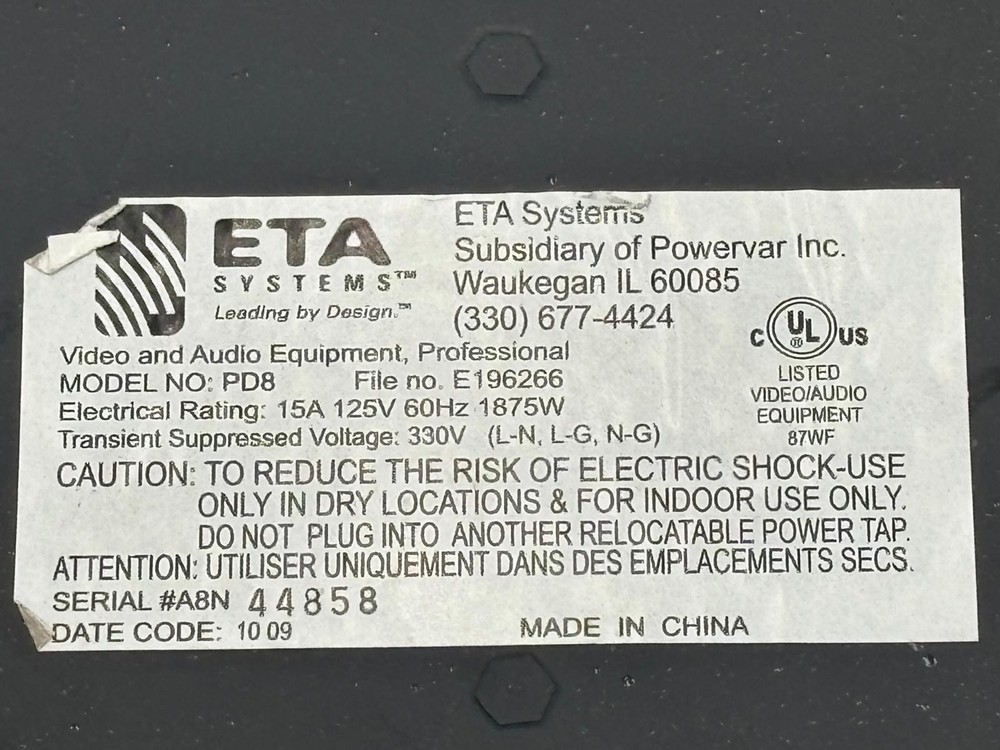 ETA
SYSTEMS™
Leading by Design.™
ETA Systems
Subsidiary of Powervar Inc.
Waukegan IL 60085
(330) 677-4424
Video and Audio Equipment, Professional
MODEL NO: PD8 File no. E196266
Electrical Rating: 15A 125V 60Hz 1875W
Transient Suppressed Voltage: 330V (L-N, L-G, N-G)
C UL ® US
LISTED
VIDEO/AUDIO
EQUIPMENT
87WF
CAUTION: TO REDUCE THE RISK OF ELECTRIC SHOCK-USE
ONLY IN DRY LOCATIONS & FOR INDOOR USE ONLY.
DO NOT PLUG INTO ANOTHER RELOCATABLE POWER TAP.
ATTENTION: UTILISER UNIQUEMENT DANS DES EMPLACEMENTS SECS.
SERIAL #A8N 44858
DATE CODE: 10 09
MADE IN CHINA